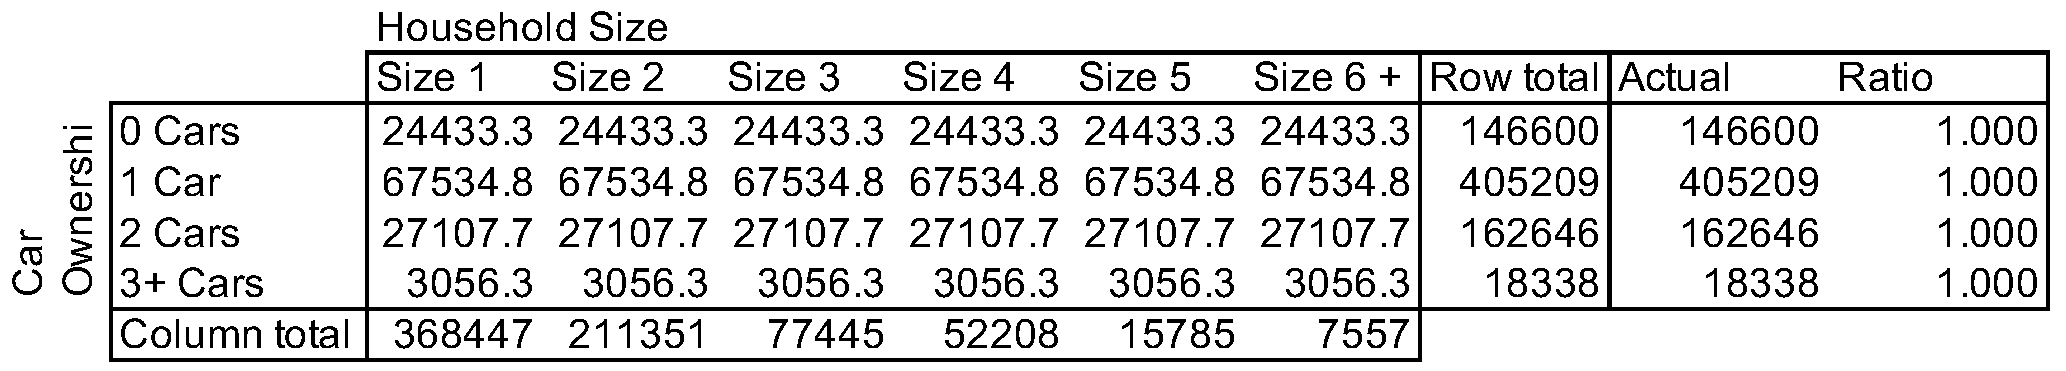 Household Size
Size 1 Size 2 Size 3 Size 4 Size 5 Size 6 + Row total Actual Ratio
Car
Ownershi
0 Cars 24433.3 24433.3 24433.3 24433.3 24433.3 24433.3 146600 146600 1.000
1 Car 67534.8 67534.8 67534.8 67534.8 67534.8 67534.8 405209 405209 1.000
2 Cars 27107.7 27107.7 27107.7 27107.7 27107.7 27107.7 162646 162646 1.000
3+ Cars 3056.3 3056.3 3056.3 3056.3 3056.3 3056.3 18338 18338 1.000
Column total 368447 211351 77445 52208 15785 7557